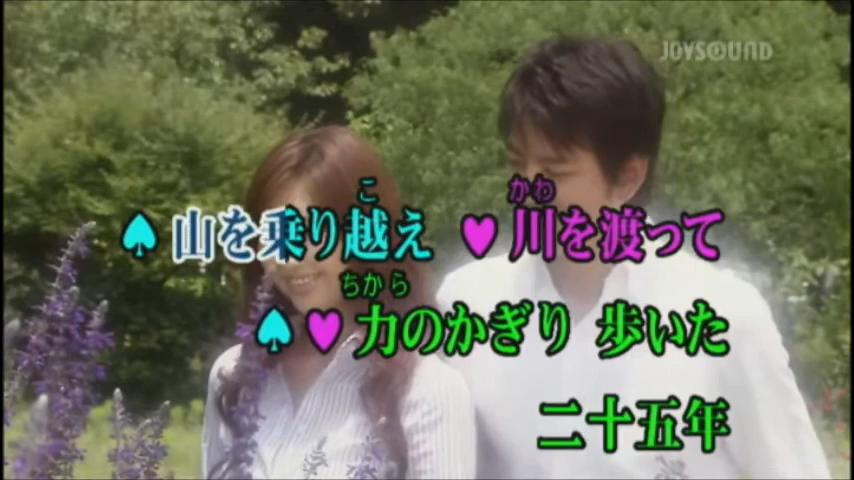 JOYSOUND
こ かわ
♠山を乗り越え ♥川を渡って
ちから
♠♥力のかぎり 歩いた
二十五年